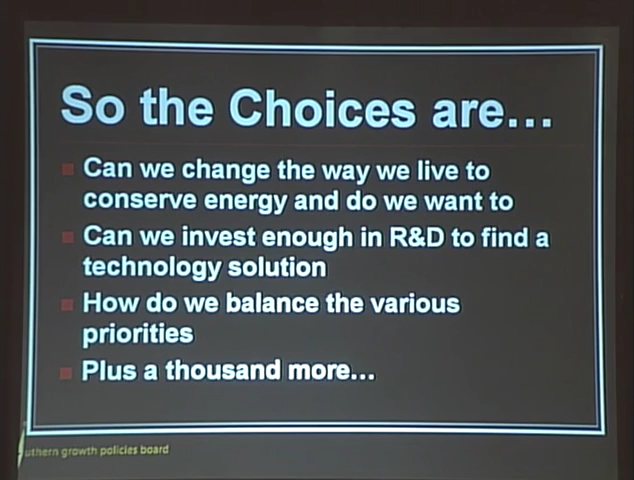 So the Choices are...
Can we change the way we live to
conserve energy and do we want to
Can we invest enough in R&D to find a
technology solution
How do we balance the various
priorities
Plus a thousand more...
uthern growth policies board